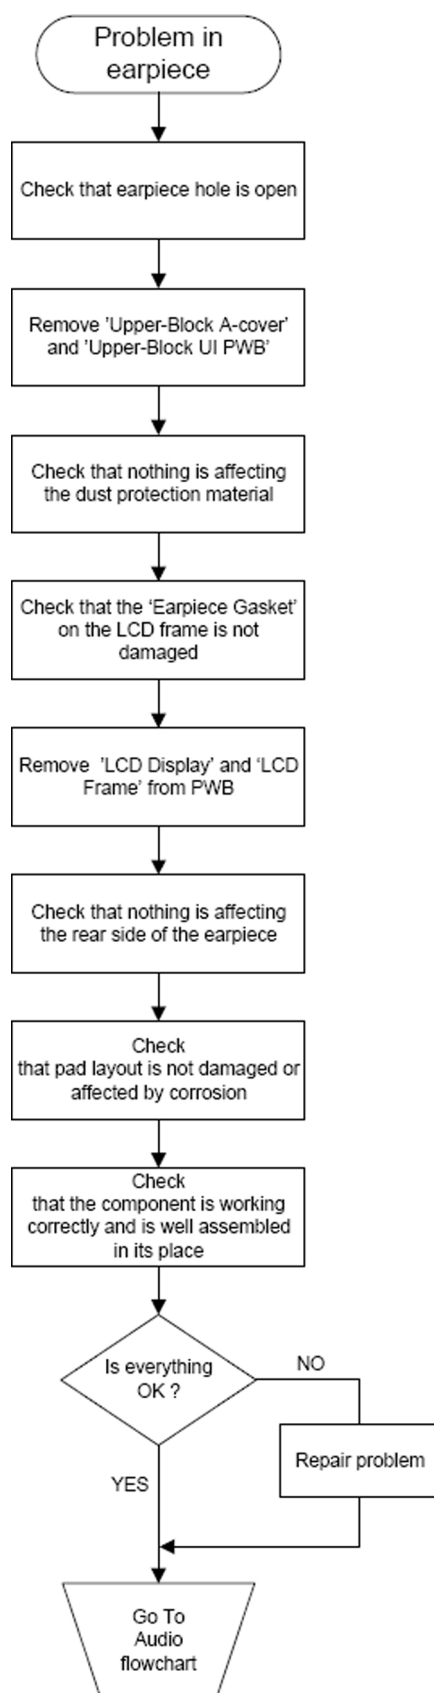 Problem in
earpiece
Check that earpiece hole is open
Remove ’Upper-Block A-cover’
and ’Upper-Block UI PWB’
Check that nothing is affecting
the dust protection material
Check that the ‘Earpiece Gasket’
on the LCD frame is not
damaged
Remove ’LCD Display’ and ‘LCD
Frame’ from PWB
Check that nothing is affecting
the rear side of the earpiece
Check
that pad layout is not damaged or
affected by corrosion
Check
that the component is working
correctly and is well assembled
in its place
Is everything
OK ?
NO
Repair problem
YES
Go To
Audio
flowchart